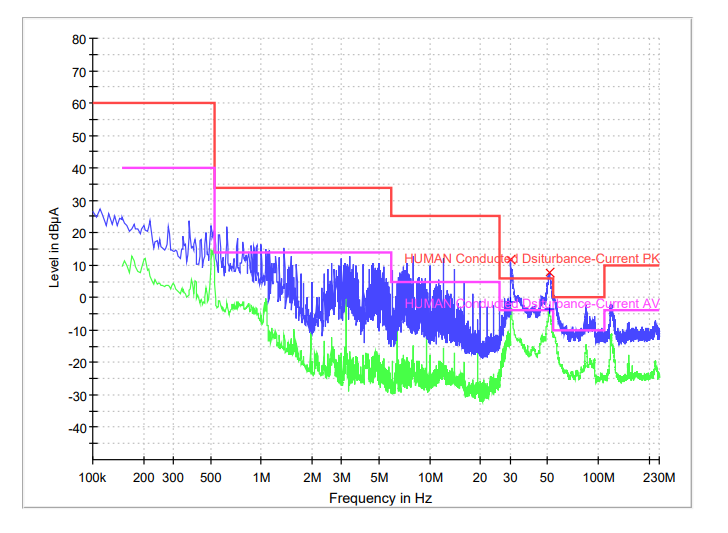 80
70
60
50
40
30
20
10
0
-10
-20
-30
-40
Level in dBµA
HUMAN Conducted Dsiturbance-Current PK
HUMAN Conducted Dsiturbance-Current AV
100k 200 300 500 1M 2M 3M 5M 10M 20 30 50 100M 230M
Frequency in Hz